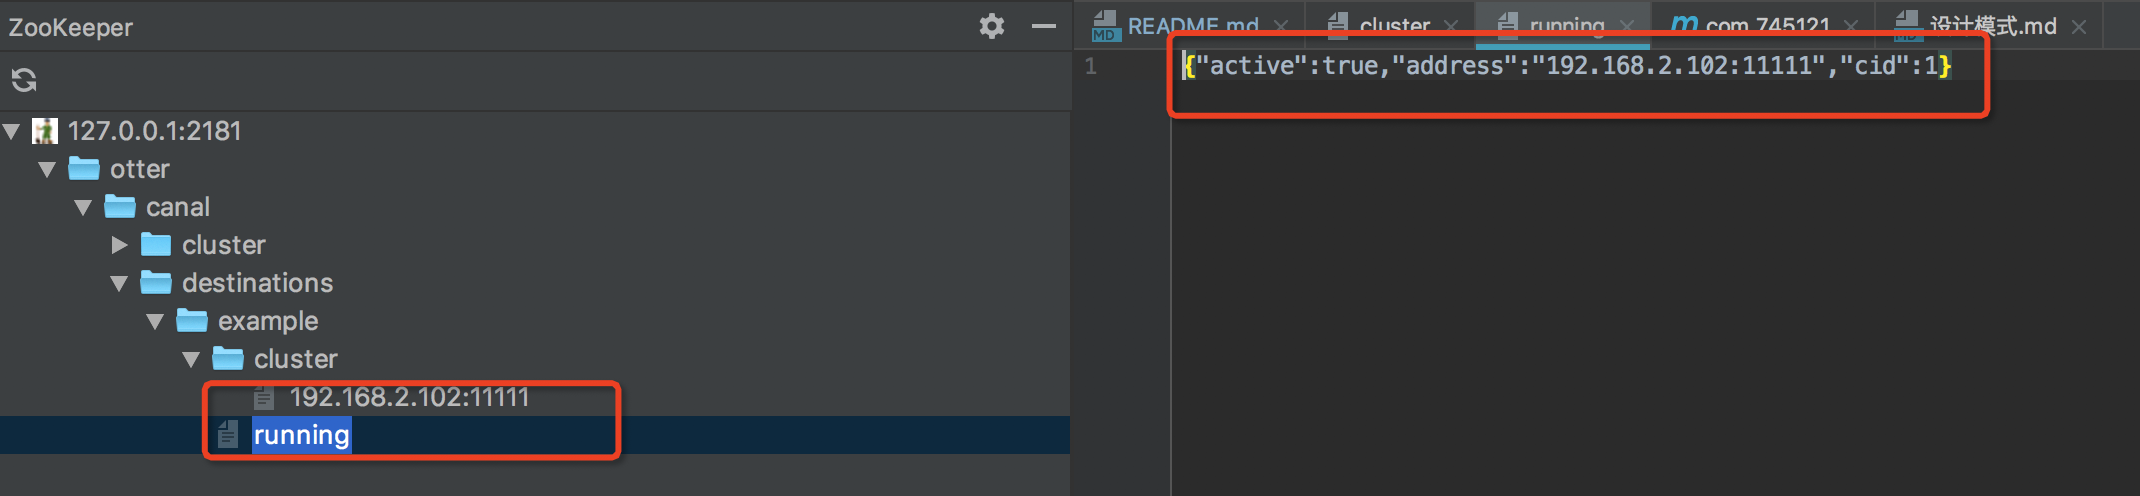 ZooKeeper
127.0.0.1:2181
otter
canal
cluster
destinations
example
cluster
192.168.2.102:11111
running
README.md
cluster
running
com.745121
设计模式.md
1
{"active":true,"address":"192.168.2.102:11111","cid":1}